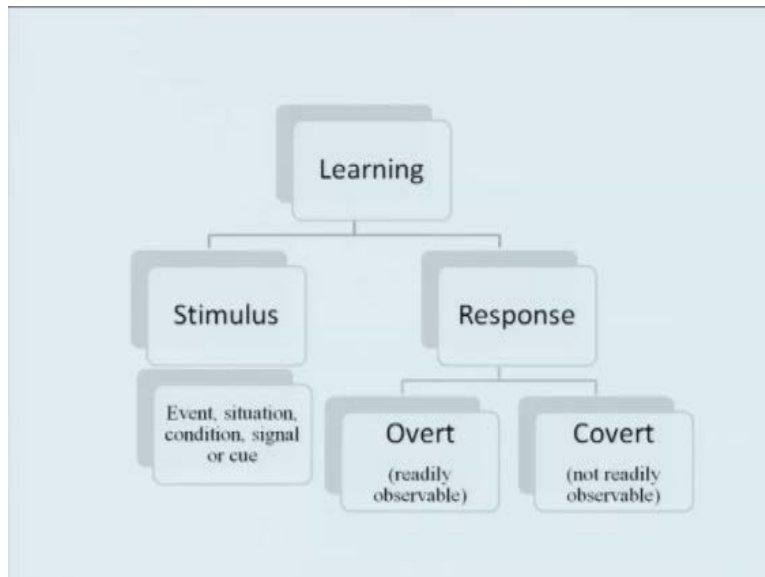 Learning
Stimulus
Response
Event, situation,
condition, signal
or cue
Overt
(readily
observable)
Covert
(not readily
observable)